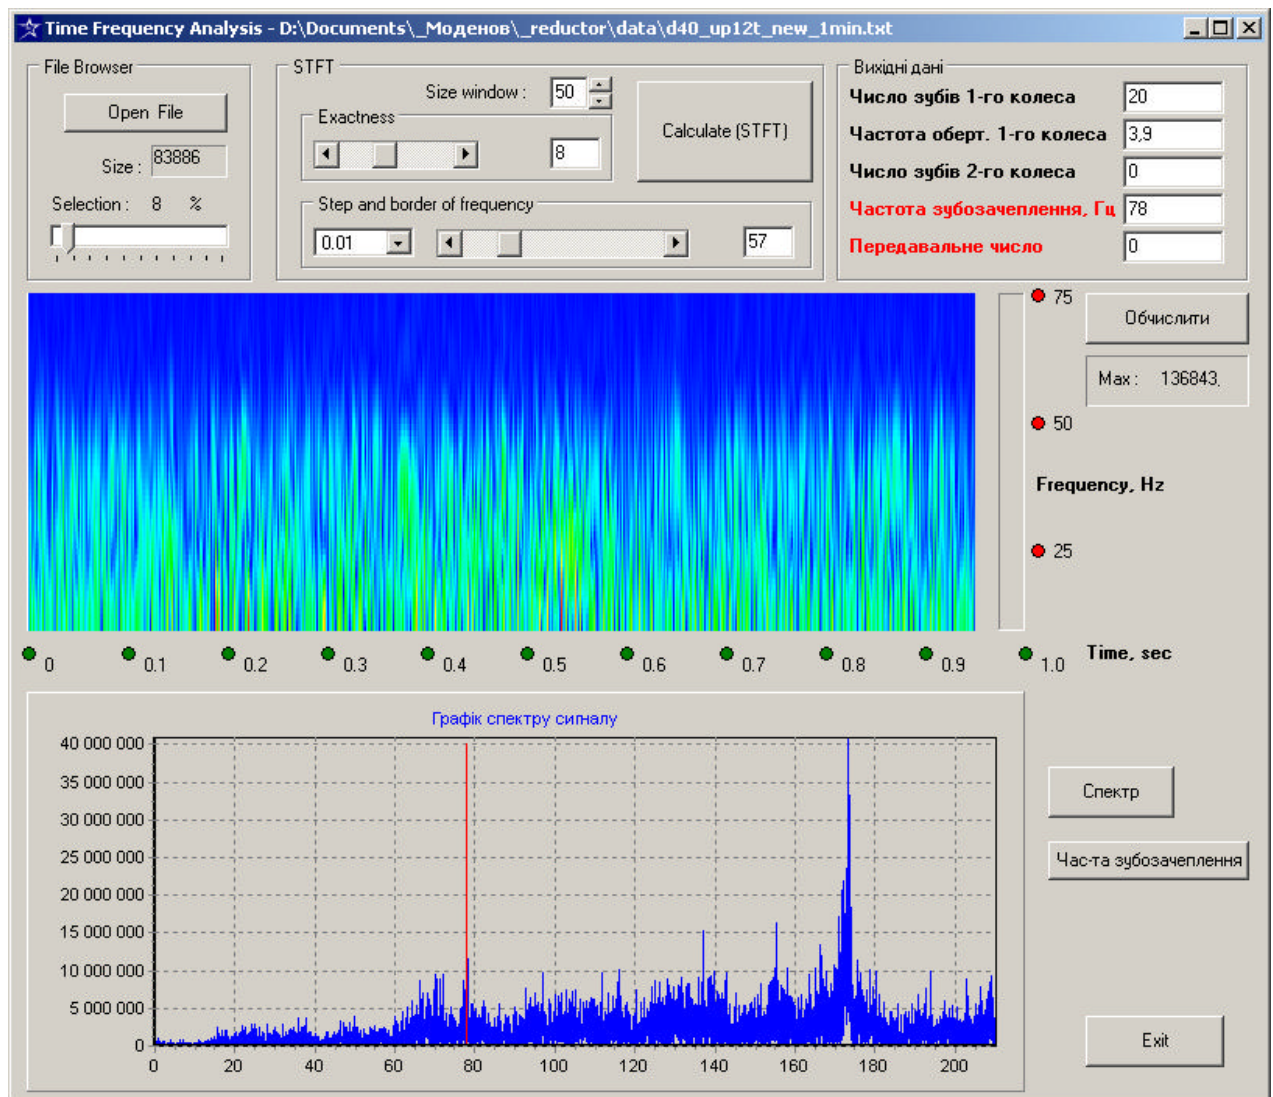 Time Frequency Analysis - D:\Documents\_Моденов\_reductor\data\d40_up12t_new_1min.txt
File Browser
Open File
Size : 83886
Selection : 8 %
STFT
Size window : 50
Exactness
8
Calculate (STFT)
Step and border of frequency
0.01
57
Вихідні дані
Число зубів 1-го колеса 20
Частота оберт. 1-го колеса 3,9
Число зубів 2-го колеса 0
Частота зубозачеплення, Гц 78
Передавальне число 0
75
50
Frequency, Hz
25
Обчислити
Max : 136843,
0 0.1 0.2 0.3 0.4 0.5 0.6 0.7 0.8 0.9 1.0 Time, sec
Графік спектру сигналу
40 000 000
35 000 000
30 000 000
25 000 000
20 000 000
15 000 000
10 000 000
5 000 000
0
0 20 40 60 80 100 120 140 160 180 200
Спектр
Час-та зубозачеплення
Exit